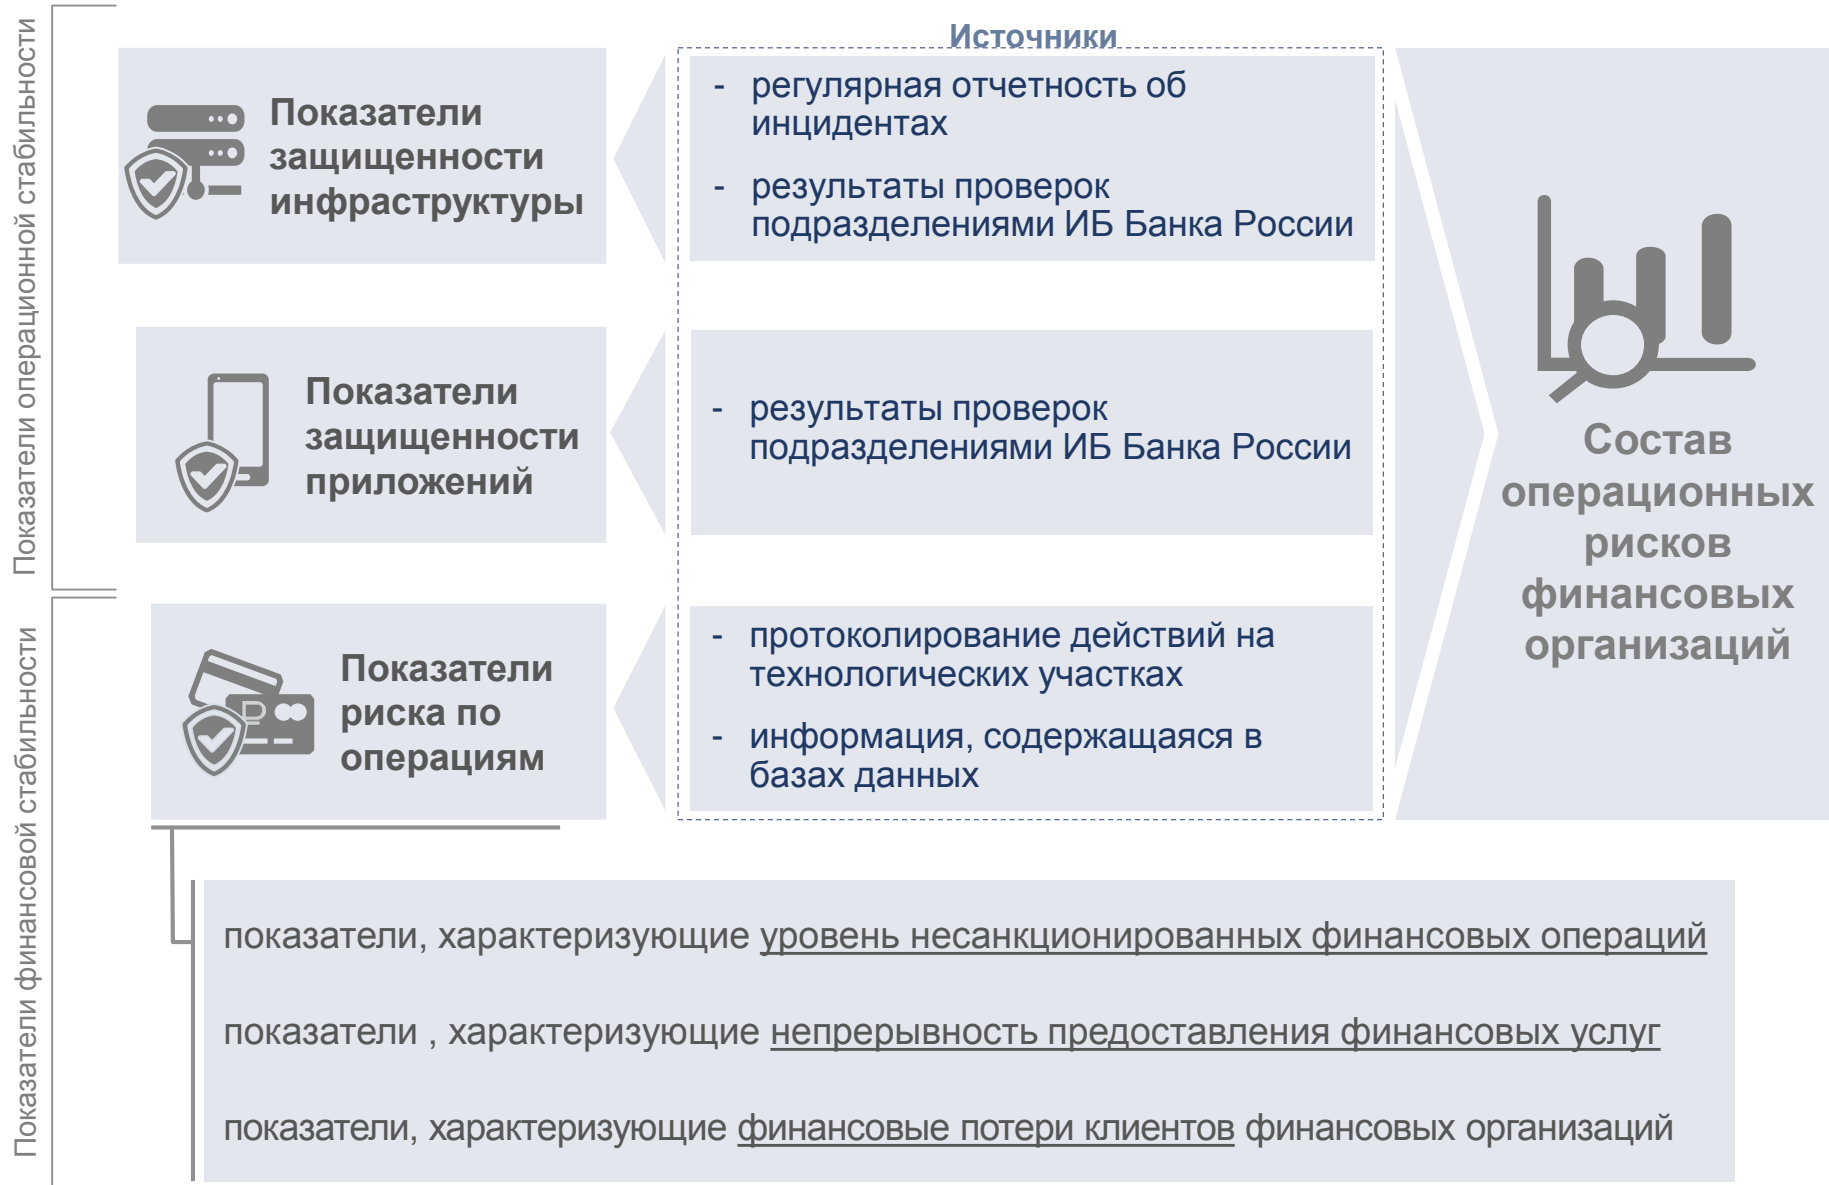 Показатели операционной стабильности
Источники
Показатели
защищенности
инфраструктуры
- регулярная отчетность об
инцидентах
- результаты проверок
подразделениями ИБ Банка России
Показатели
защищенности
приложений
- результаты проверок
подразделениями ИБ Банка России
Состав
операционных
рисков
финансовых
организаций
Показатели финансовой стабильности
Показатели
риска по
операциям
- протоколирование действий на
технологических участках
- информация, содержащаяся в
базах данных
показатели, характеризующие уровень несанкционированных финансовых операций
показатели , характеризующие непрерывность предоставления финансовых услуг
показатели, характеризующие финансовые потери клиентов финансовых организаций